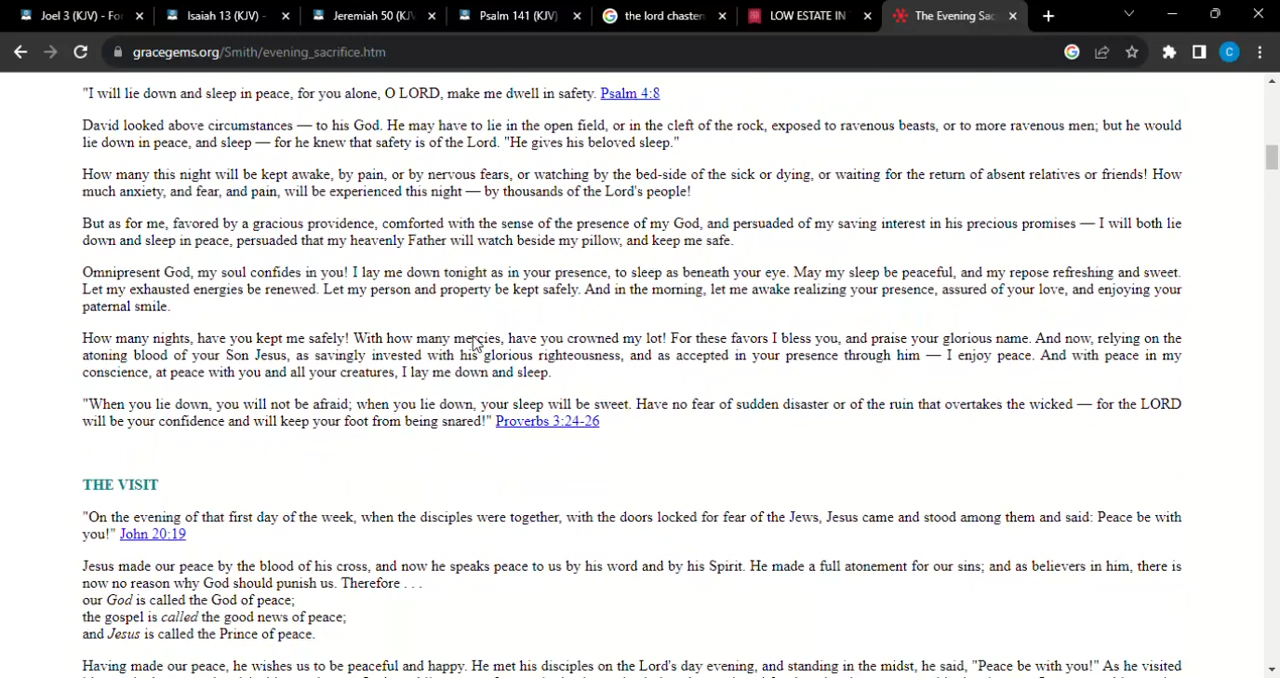 Joel 3 (KJV) - For
Isaiah 13 (KJV) -
Jeremiah 50 (KJV
Psalm 141 (KJV)
the lord chasten
LOW ESTATE IN
The Evening Sac
gracegems.org/Smith/evening_sacrifice.htm
C
"I will lie down and sleep in peace, for you alone, O LORD, make me dwell in safety. Psalm 4:8
David looked above circumstances — to his God. He may have to lie in the open field, or in the cleft of the rock, exposed to ravenous beasts, or to more ravenous men; but he would
lie down in peace, and sleep — for he knew that safety is of the Lord. "He gives his beloved sleep."
How many this night will be kept awake, by pain, or by nervous fears, or watching by the bed-side of the sick or dying, or waiting for the return of absent relatives or friends! How
much anxiety, and fear, and pain, will be experienced this night — by thousands of the Lord's people!
But as for me, favored by a gracious providence, comforted with the sense of the presence of my God, and persuaded of my saving interest in his precious promises — I will both lie
down and sleep in peace, persuaded that my heavenly Father will watch beside my pillow, and keep me safe.
Omnipresent God, my soul confides in you! I lay me down tonight as in your presence, to sleep as beneath your eye. May my sleep be peaceful, and my repose refreshing and sweet.
Let my exhausted energies be renewed. Let my person and property be kept safely. And in the morning, let me awake realizing your presence, assured of your love, and enjoying your
paternal smile.
How many nights, have you kept me safely! With how many mercies, have you crowned my lot! For these favors I bless you, and praise your glorious name. And now, relying on the
atoning blood of your Son Jesus, as savingly invested with his glorious righteousness, and as accepted in your presence through him — I enjoy peace. And with peace in my
conscience, at peace with you and all your creatures, I lay me down and sleep.
"When you lie down, you will not be afraid; when you lie down, your sleep will be sweet. Have no fear of sudden disaster or of the ruin that overtakes the wicked — for the LORD
will be your confidence and will keep your foot from being snared!" Proverbs 3:24-26
THE VISIT
"On the evening of that first day of the week, when the disciples were together, with the doors locked for fear of the Jews, Jesus came and stood among them and said: Peace be with
you!" John 20:19
Jesus made our peace by the blood of his cross, and now he speaks peace to us by his word and by his Spirit. He made a full atonement for our sins; and as believers in him, there is
now no reason why God should punish us. Therefore . . .
our God is called the God of peace;
the gospel is called the good news of peace;
and Jesus is called the Prince of peace.
Having made our peace, he wishes us to be peaceful and happy. He met his disciples on the Lord's day evening, and standing in the midst, he said, "Peace be with you!" As he visited